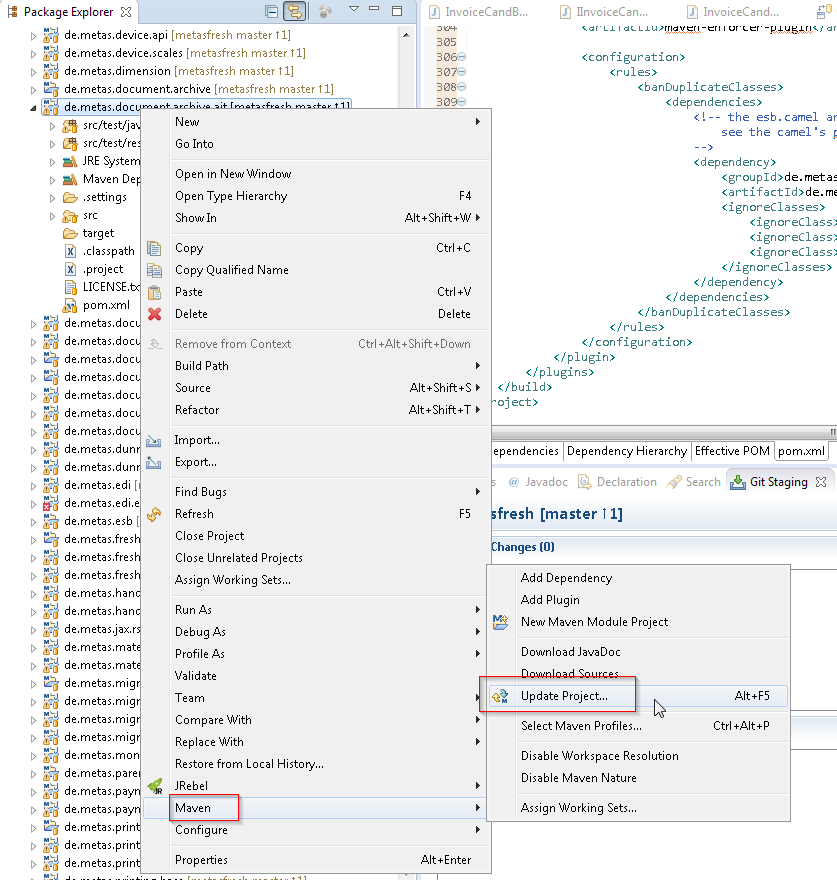 Package Explorer
de.metas.device.api [metasfresh master ↑1]
de.metas.device.scales [metasfresh master ↑1]
de.metas.dimension [metasfresh master ↑1]
de.metas.document.archive [metasfresh master ↑1]
de.metas.document.archive.ait [metasfresh master ↑1]
src/test/jav
src/test/res
JRE System
Maven Dep
.settings
src
target
.classpath
.project
LICENSE.tx
pom.xml
de.metas.docu
de.metas.docu
de.metas.docu
de.metas.docu
de.metas.docu
de.metas.docu
de.metas.docu
de.metas.dunn
de.metas.dunn
de.metas.edi [
de.metas.edi.e
de.metas.esb [
de.metas.fresh
de.metas.fresh
de.metas.fresh
de.metas.hand
de.metas.hand
de.metas.jax.rs
de.metas.mate
de.metas.mate
de.metas.migr
de.metas.migr
de.metas.migr
de.metas.migr
de.metas.mon
de.metas.parer
de.metas.payn
de.metas.payn
de.metas.print
de.metas.print
de.metas.print
New
Go Into
Open in New Window
Open Type Hierarchy F4
Show In Alt+Shift+W
Copy Ctrl+C
Copy Qualified Name
Paste Ctrl+V
Delete Delete
Remove from Context Ctrl+Alt+Shift+Down
Build Path
Source Alt+Shift+S
Refactor Alt+Shift+T
Import...
Export...
Find Bugs
Refresh F5
Close Project
Close Unrelated Projects
Assign Working Sets...
Run As
Debug As
Profile As
Validate
Team
Compare With
Replace With
Restore from Local History...
JRebel
Maven
Configure
Properties Alt+Enter
InvoiceCandB... IInvoiceCan... InvoiceCand...
304 <artifactId>maven-enforcer-plugin</a
305
306 <configuration>
307 <rules>
308 <banDuplicateClasses>
309 <dependencies>
<!-- the esb.camel ar
see the camel's p
-->
<dependency>
<groupId>de.metas
<artifactId>de.me
<ignoreClasses>
<ignoreClass>
<ignoreClass>
<ignoreClass>
</ignoreClasses>
</dependency>
</dependencies>
</banDuplicateClasses>
</rules>
</configuration>
</plugin>
</plugins>
</build>
roject>
ependencies Dependency Hierarchy Effective POM pom.xml
s Javadoc Declaration Search Git Staging
sfresh [master ↑1]
Changes (0)
Add Dependency
Add Plugin
New Maven Module Project
Download JavaDoc
Download Sources
Update Project... Alt+F5
Select Maven Profiles... Ctrl+Alt+P
Disable Workspace Resolution
Disable Maven Nature
Assign Working Sets...